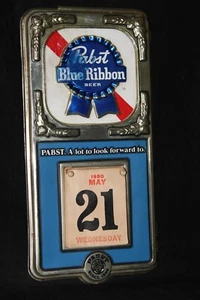 Pabst
Blue Ribbon
BEER
PABST. A lot to look forward to.
1980
MAY
21
WEDNESDAY